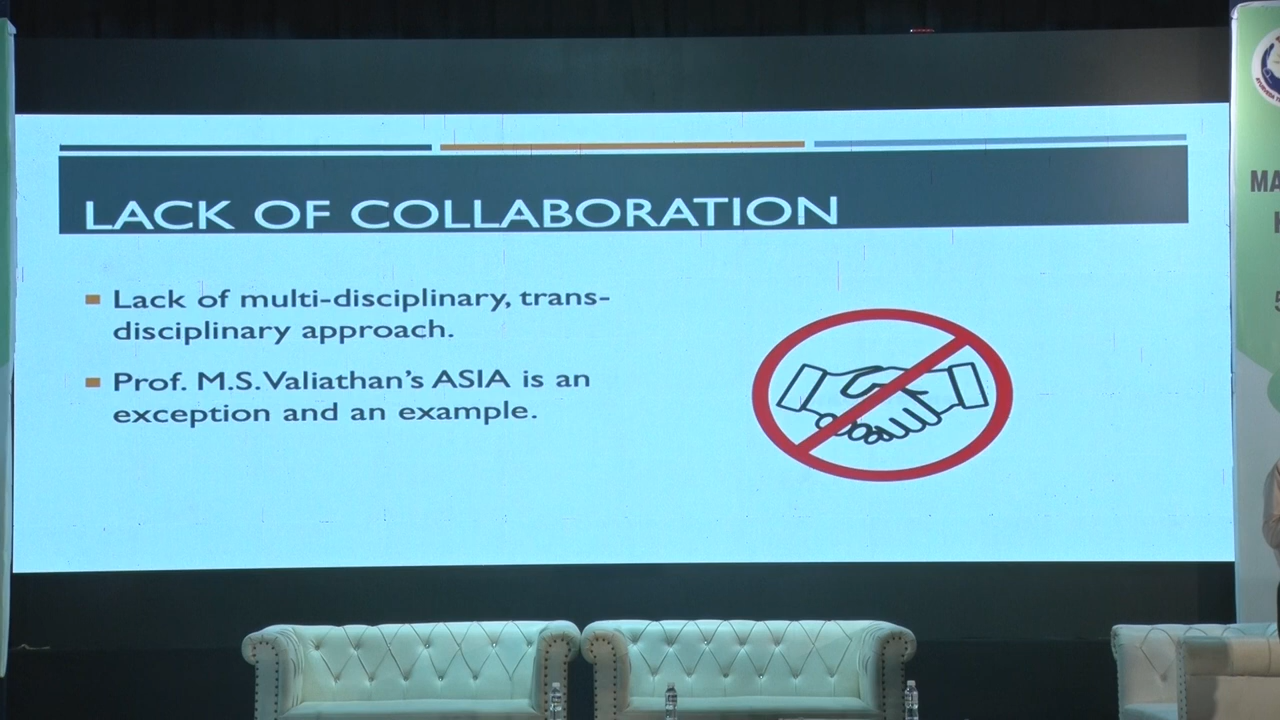 LACK OF COLLABORATION
Lack of multi-disciplinary, trans-
disciplinary approach.
Prof. M.S. Valiathan's ASIA is an
exception and an example.
MA